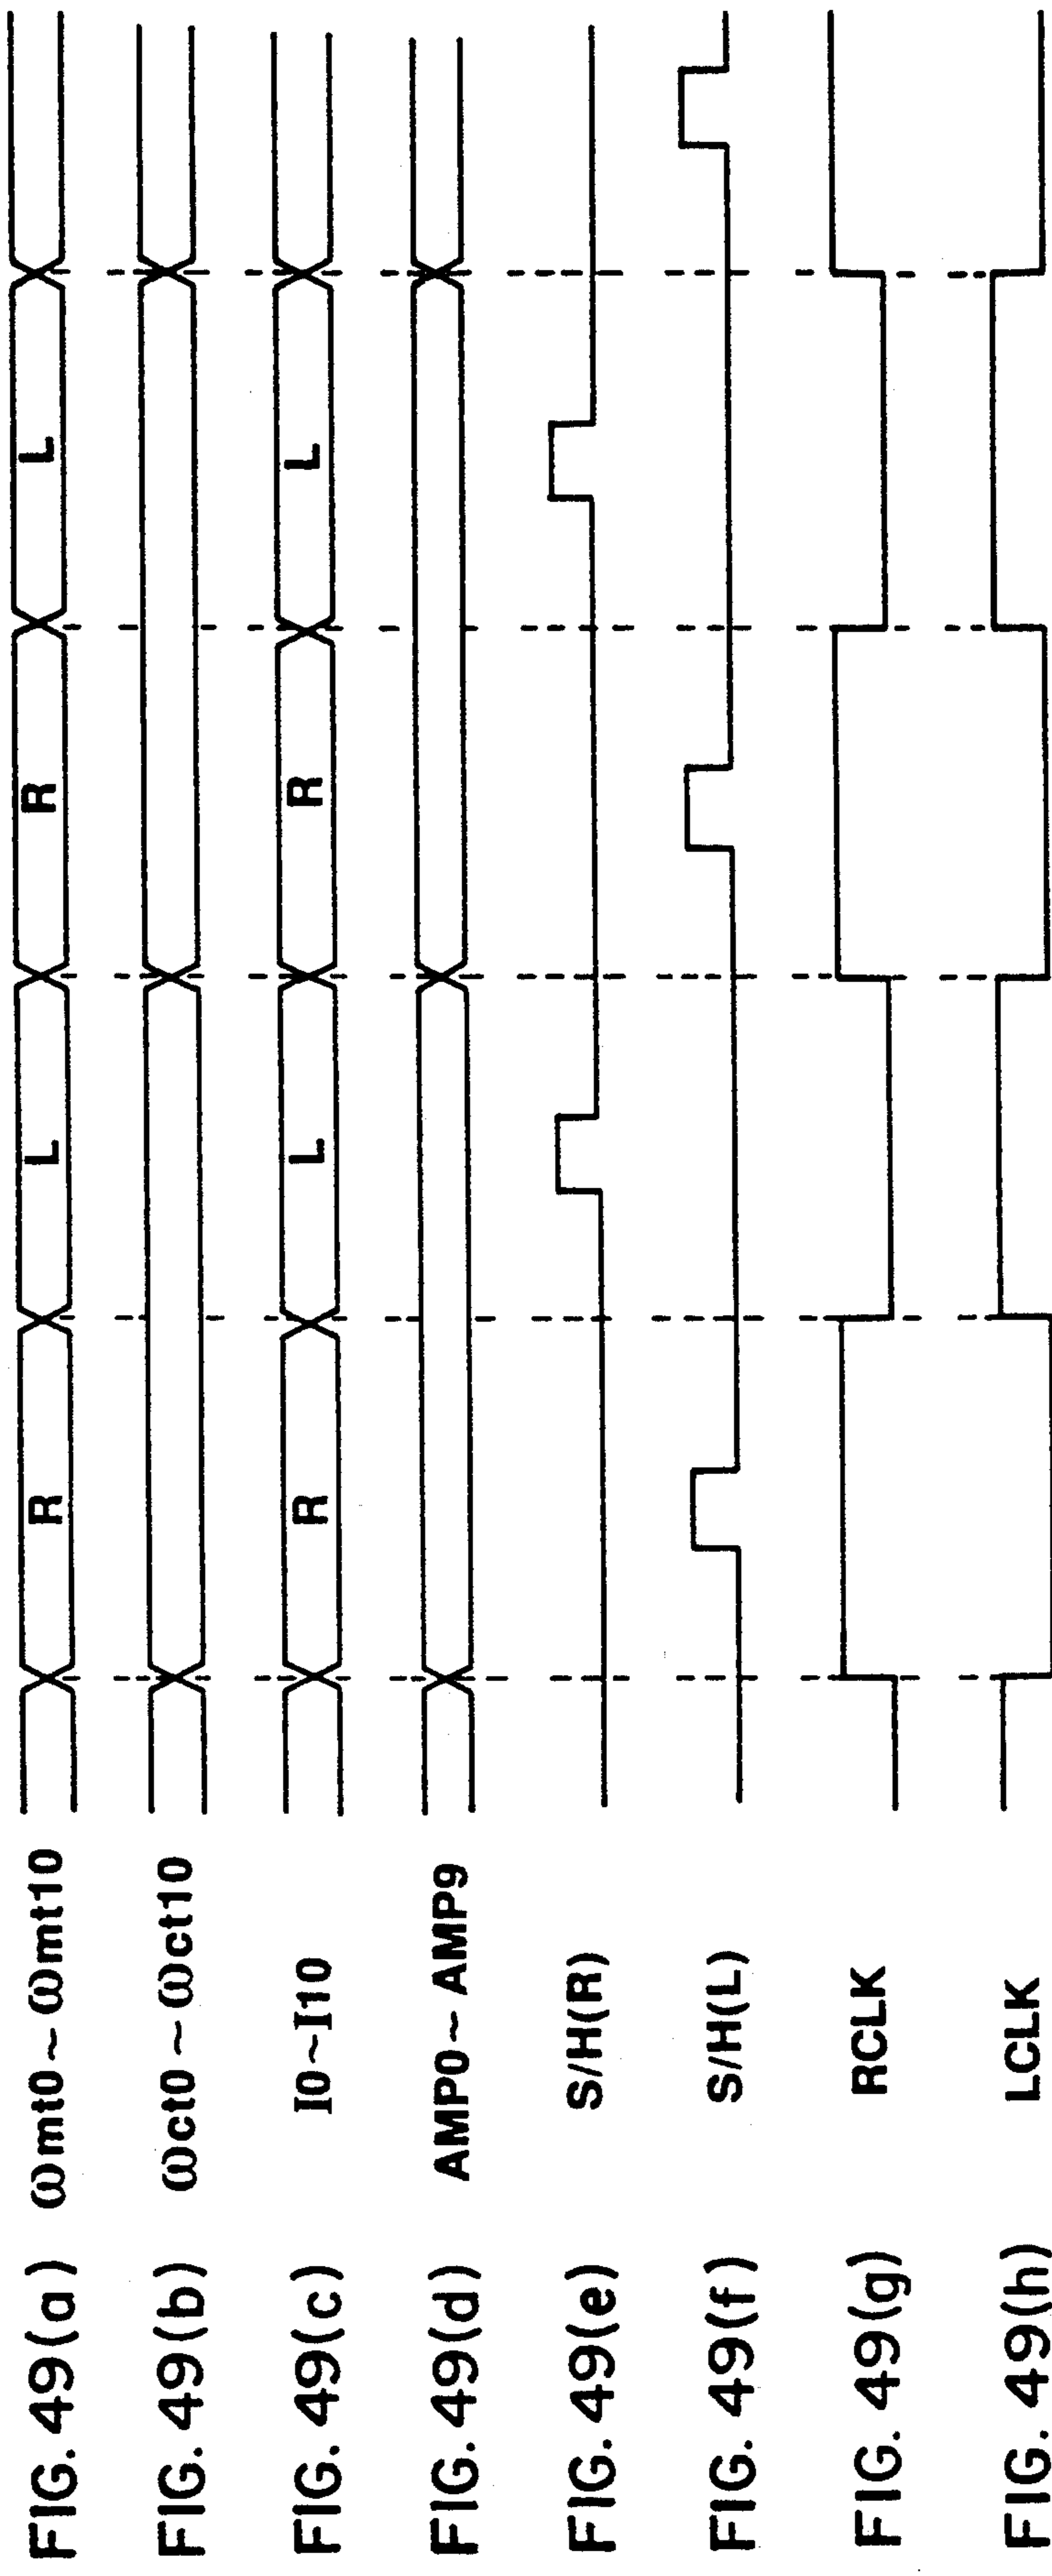 FIG. 49(a) ωmt0~ωmt10 R L R L
FIG. 49(b) ωct0~ωct10
FIG. 49(c) I0~I10 R L R L
FIG. 49(d) AMP0~AMP9
FIG. 49(e) S/H(R)
FIG. 49(f) S/H(L)
FIG. 49(g) RCLK
FIG. 49(h) LCLK